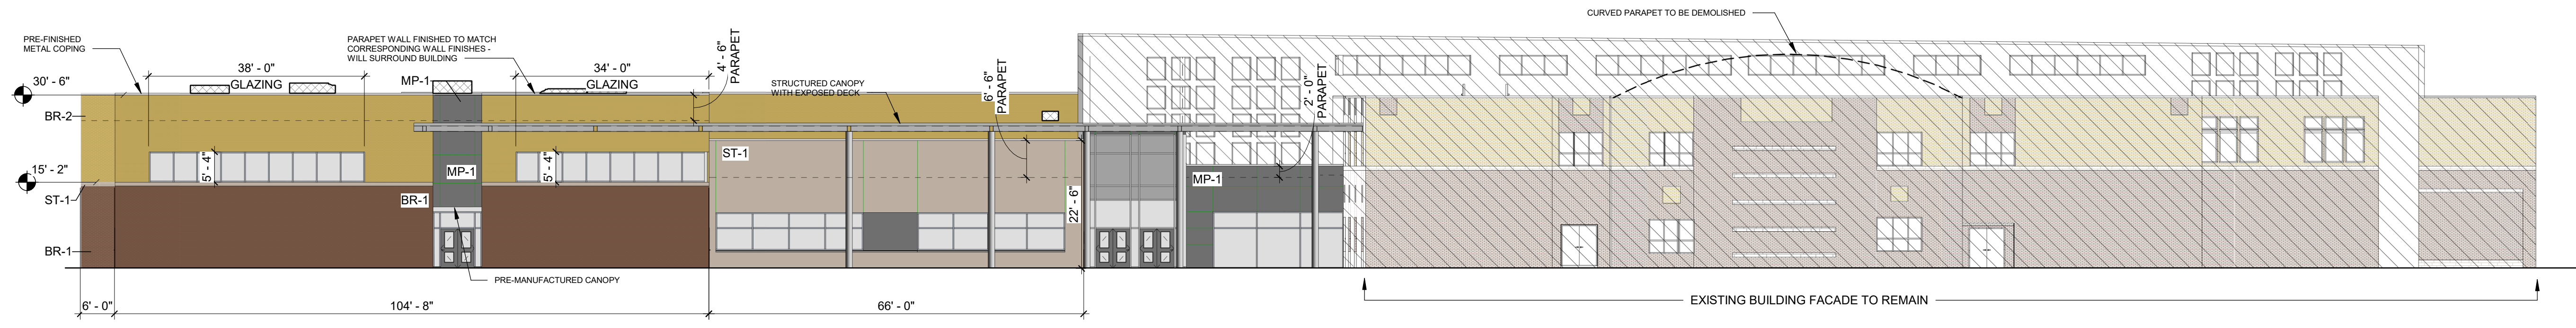 CURVED PARAPET TO BE DEMOLISHED
PRE-FINISHED
METAL COPING
PARAPET WALL FINISHED TO MATCH
CORRESPONDING WALL FINISHES -
WILL SURROUND BUILDING
4' - 6"
PARAPET
38' - 0"
GLAZING
MP-1
34' - 0"
GLAZING
STRUCTURED CANOPY
WITH EXPOSED DECK
6' - 6"
PARAPET
2' - 0"
PARAPET
30' - 6"
BR-2
15' - 2"
5' - 4"
MP-1
5' - 4"
ST-1
MP-1
ST-1
BR-1
22' - 6"
BR-1
PRE-MANUFACTURED CANOPY
6' - 0"
104' - 8"
66' - 0"
EXISTING BUILDING FACADE TO REMAIN